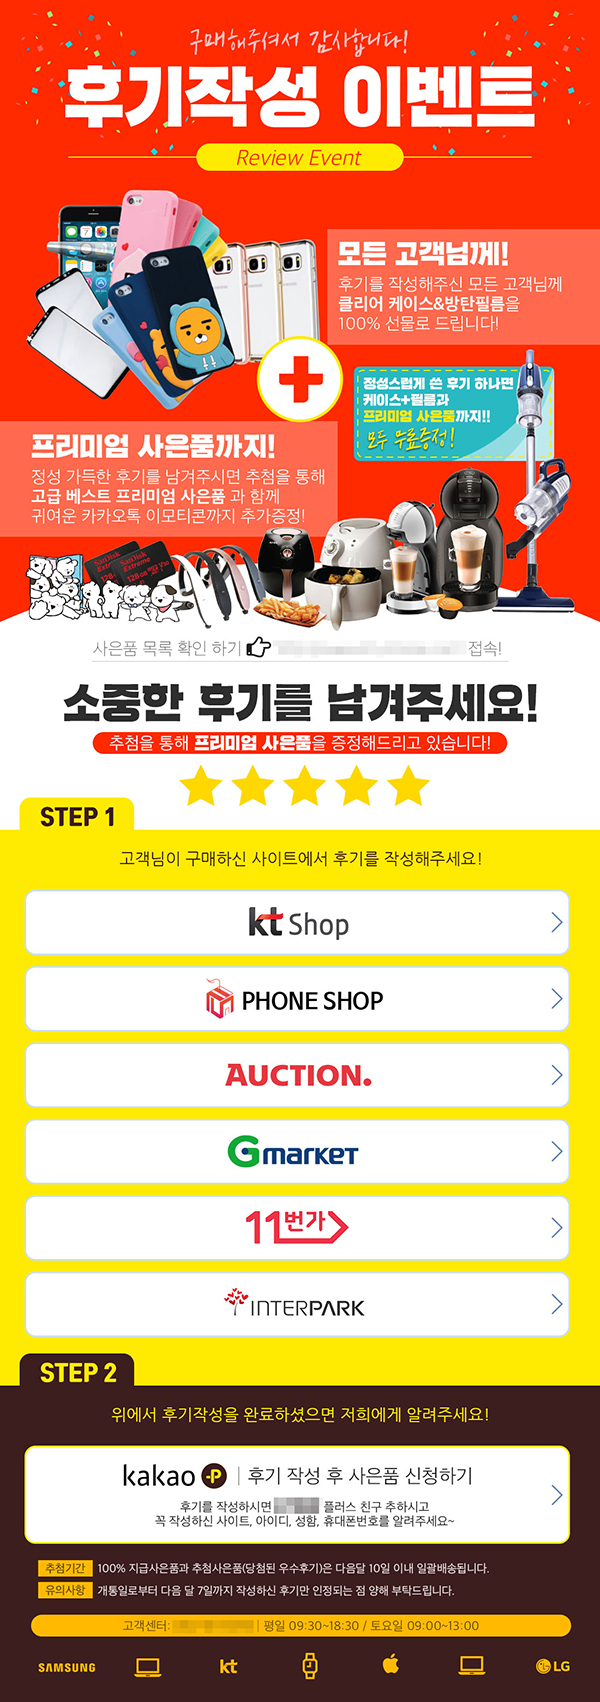 구매해주셔서 감사합니다!
후기작성 이벤트
Review Event
모든 고객님께!
후기를 작성해주신 모든 고객님께
클리어 케이스&방탄필름을
100% 선물로 드립니다!
정성스럽게 쓴 후기 하나면
케이스+필름과
프리미엄 사은품까지!!
모두 무료증정!
프리미엄 사은품까지!
정성 가득한 후기를 남겨주시면 추첨을 통해
고급 베스트 프리미엄 사은품 과 함께
귀여운 카카오톡 이모티콘까지 추가증정!
사은품 목록 확인 하기 접속!
소중한 후기를 남겨주세요!
추첨을 통해 프리미엄 사은품을 증정해드리고 있습니다!
STEP 1
고객님이 구매하신 사이트에서 후기를 작성해주세요!
kt Shop
PHONE SHOP
AUCTION.
Gmarket
11번가
INTERPARK
STEP 2
위에서 후기작성을 완료하셨으면 저희에게 알려주세요!
kakao P | 후기 작성 후 사은품 신청하기
후기를 작성하시면 플러스 친구 추하시고
꼭 작성하신 사이트, 아이디, 성함, 휴대폰번호를 알려주세요~
추첨기간 100% 지급사은품과 추첨사은품(당첨된 우수후기)은 다음달 10일 이내 일괄배송됩니다.
유의사항 개통일로부터 다음 달 7일까지 작성하신 후기만 인정되는 점 양해 부탁드립니다.
고객센터: | 평일 09:30~18:30 / 토요일 09:00~13:00
SAMSUNG kt LG